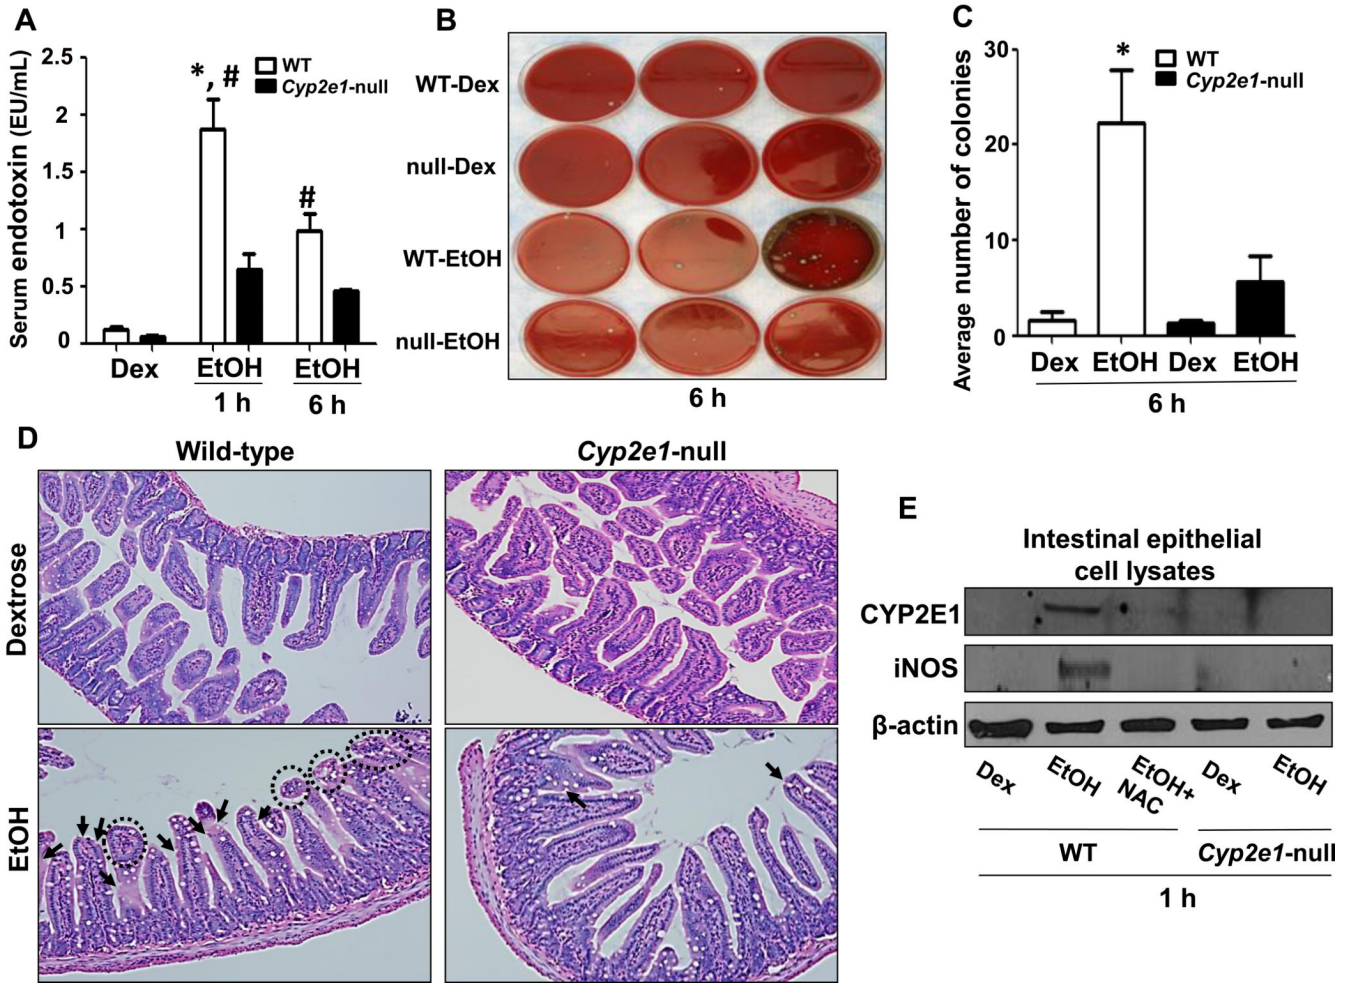 A
Serum endotoxin (EU/mL)
2.5
2
1.5
1
0.5
0
*, #
#
WT
Cyp2e1-null
Dex
EtOH
EtOH
1 h
6 h
B
WT-Dex
null-Dex
WT-EtOH
null-EtOH
6 h
C
Average number of colonies
30
20
10
0
*
WT
Cyp2e1-null
Dex EtOH Dex EtOH
6 h
D
Wild-type
Cyp2e1-null
Dextrose
EtOH
E
Intestinal epithelial
cell lysates
CYP2E1
iNOS
β-actin
Dex
EtOH
EtOH+
NAC
Dex
EtOH
WT
Cyp2e1-null
1 h